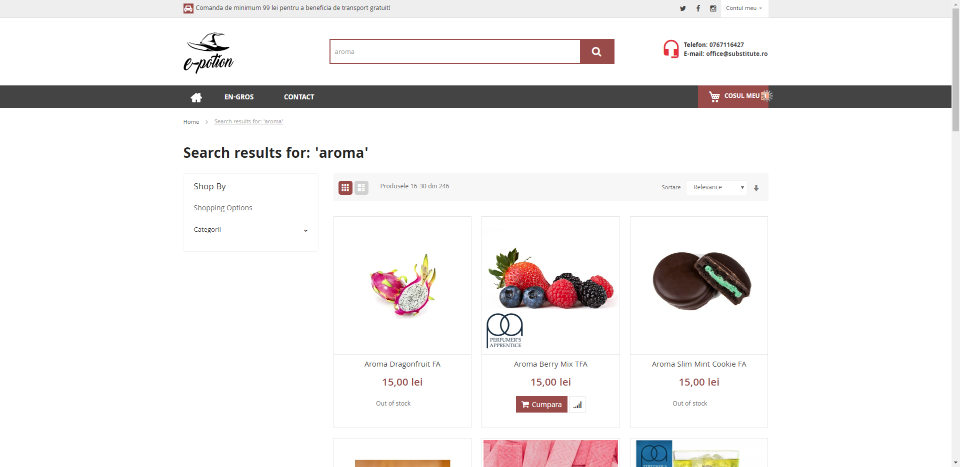 Comanda de minimum 99 lei pentru a beneficia de transport gratuit!
Contul meu
e-potion
aroma
Telefon: 0767116427
E-mail: office@substitute.ro
EN-GROS
CONTACT
COSUL MEU
Home > Search results for: 'aroma'
Search results for: 'aroma'
Shop By
Shopping Options
Categorii
Produsele 16-30 din 246
Sortare
Relevance
PERFUMER'S
APPRENTICE
Aroma Dragonfruit FA
15,00 lei
Out of stock
Aroma Berry Mix TFA
15,00 lei
Cumpara
Aroma Slim Mint Cookie FA
15,00 lei
Out of stock